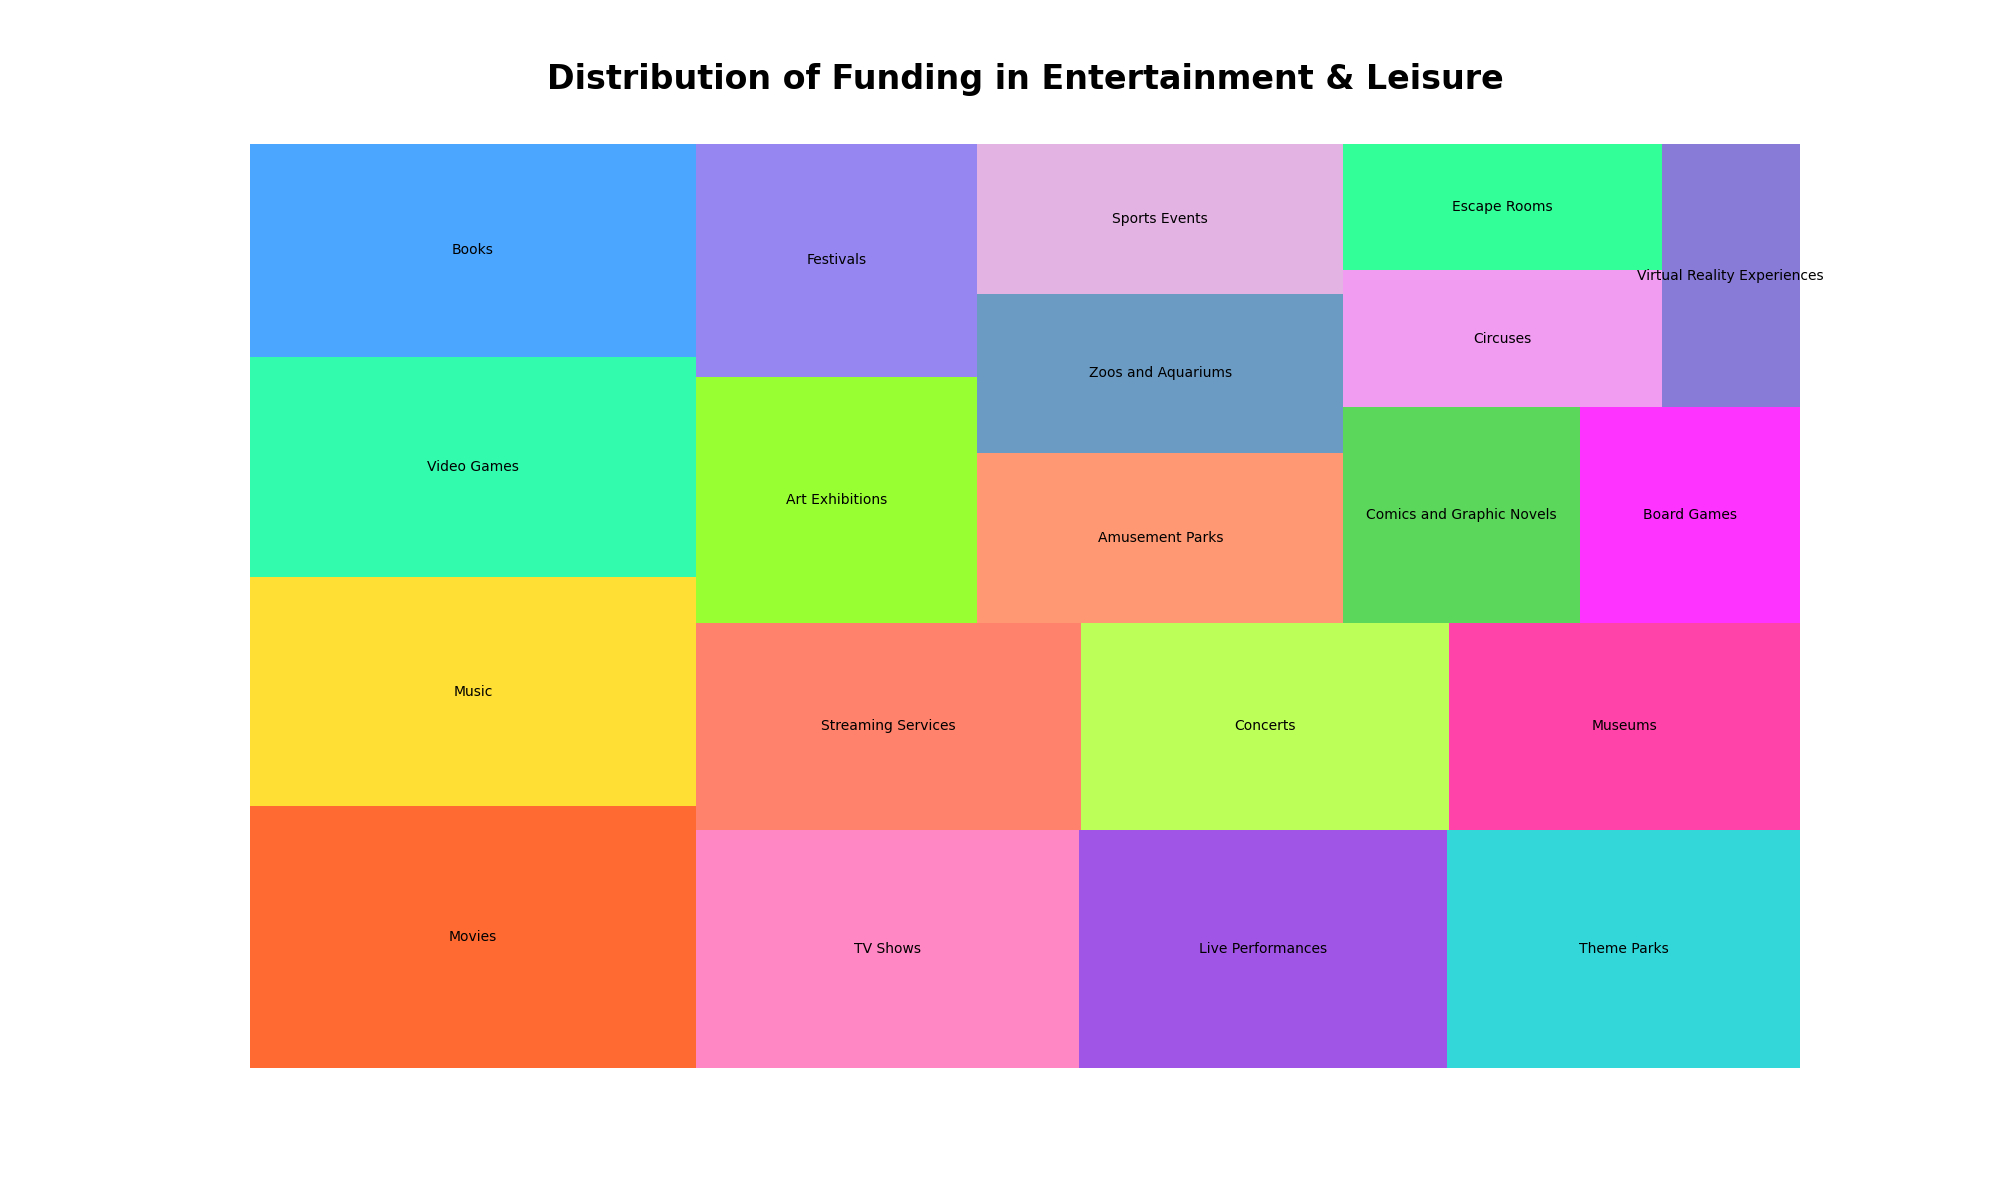 Distribution of Funding in Entertainment & Leisure
Books
Festivals
Sports Events
Escape Rooms
Virtual Reality Experiences
Circuses
Zoos and Aquariums
Video Games
Art Exhibitions
Amusement Parks
Comics and Graphic Novels
Board Games
Music
Streaming Services
Concerts
Museums
Movies
TV Shows
Live Performances
Theme Parks